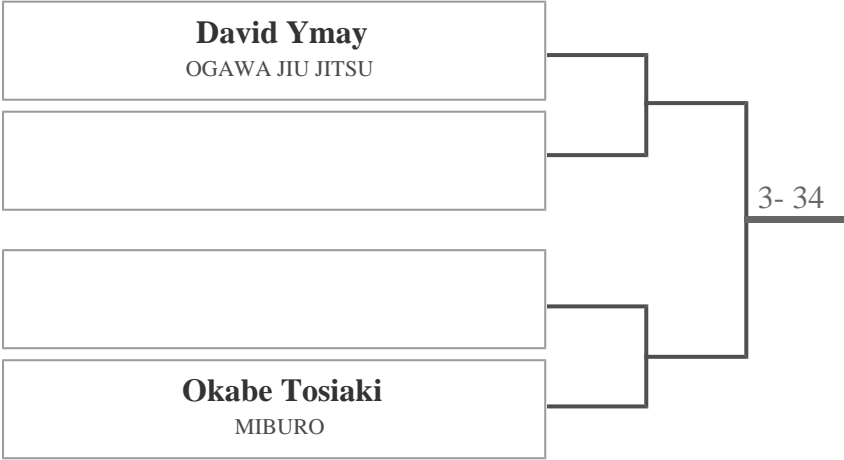 David Ymay
OGAWA JIU JITSU
3- 34
Okabe Tosiaki
MIBURO